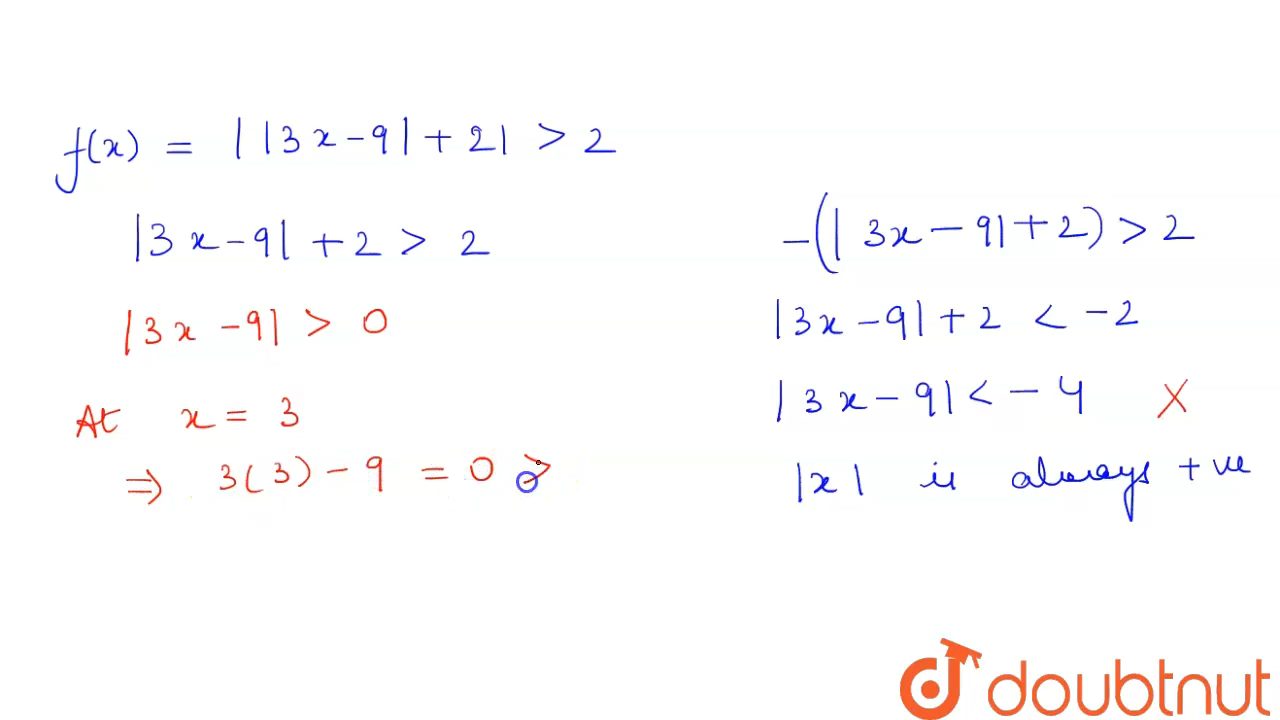 f(x) = ||3x-9|+2| > 2
|3x-9| + 2 > 2
|3x-9| > 0
At x = 3
⇒ 3(3) - 9 = 0 >
-(|3x-9|+2) > 2
|3x-9|+2 < -2
|3x-9| < -4 X
|x| is always +ve
doubtnut